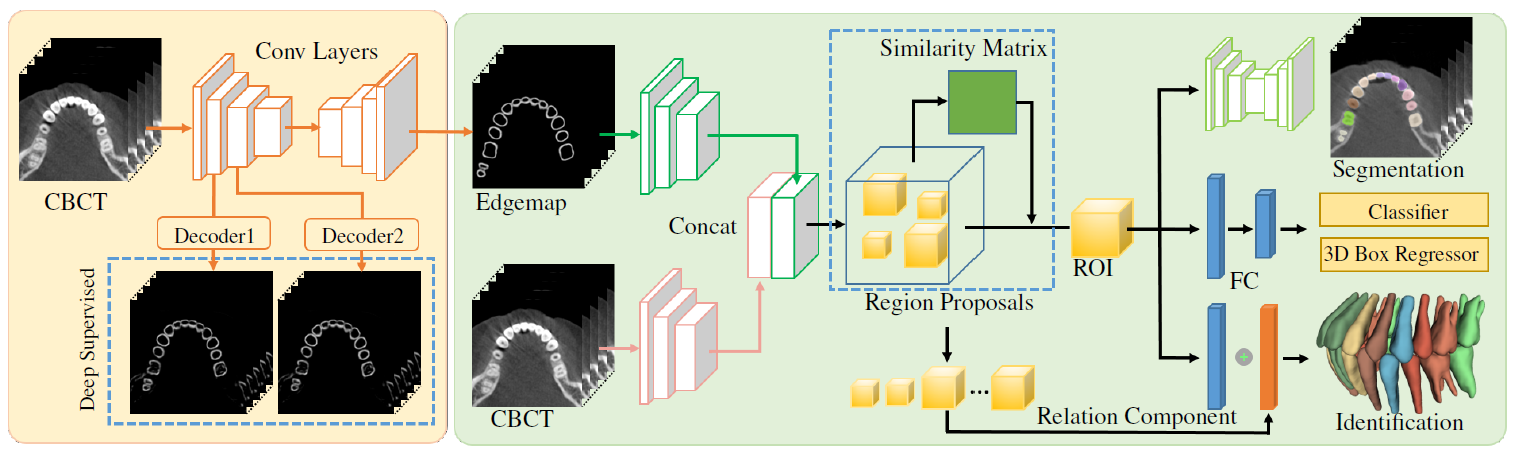 Conv Layers
CBCT
Decoder1
Decoder2
Deep Supervised
Edgemap
CBCT
Concat
Similarity Matrix
Region Proposals
ROI
Relation Component
Segmentation
FC
Classifier
3D Box Regressor
Identification